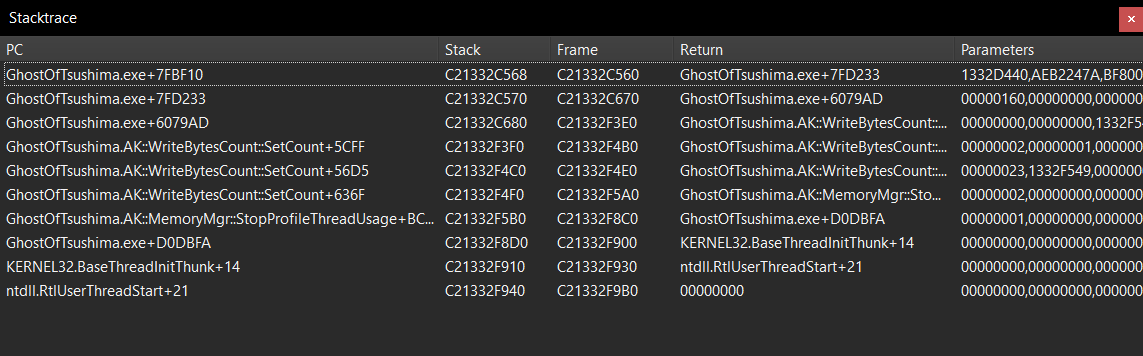 Stacktrace
PC Stack Frame Return Parameters
GhostOfTsushima.exe+7FBF10 C21332C568 C21332C560 GhostOfTsushima.exe+7FD233 1332D440,AEB2247A,BF800
GhostOfTsushima.exe+7FD233 C21332C570 C21332C670 GhostOfTsushima.exe+6079AD 00000160,00000000,000000
GhostOfTsushima.exe+6079AD C21332C680 C21332F3E0 GhostOfTsushima.AK::WriteBytesCount::... 00000000,00000000,1332F54
GhostOfTsushima.AK::WriteBytesCount::SetCount+5CFF C21332F3F0 C21332F4B0 GhostOfTsushima.AK::WriteBytesCount::... 00000002,00000001,000000
GhostOfTsushima.AK::WriteBytesCount::SetCount+56D5 C21332F4C0 C21332F4E0 GhostOfTsushima.AK::WriteBytesCount::... 00000023,1332F549,000000
GhostOfTsushima.AK::WriteBytesCount::SetCount+636F C21332F4F0 C21332F5A0 GhostOfTsushima.AK::MemoryMgr::Sto... 00000002,00000000,000000
GhostOfTsushima.AK::MemoryMgr::StopProfileThreadUsage+BC... C21332F5B0 C21332F8C0 GhostOfTsushima.exe+D0DBFA 00000001,00000000,000000
GhostOfTsushima.exe+D0DBFA C21332F8D0 C21332F900 KERNEL32.BaseThreadInitThunk+14 00000000,00000000,000000
KERNEL32.BaseThreadInitThunk+14 C21332F910 C21332F930 ntdll.RtlUserThreadStart+21 00000000,00000000,000000
ntdll.RtlUserThreadStart+21 C21332F940 C21332F9B0 00000000 00000000,00000000,000000